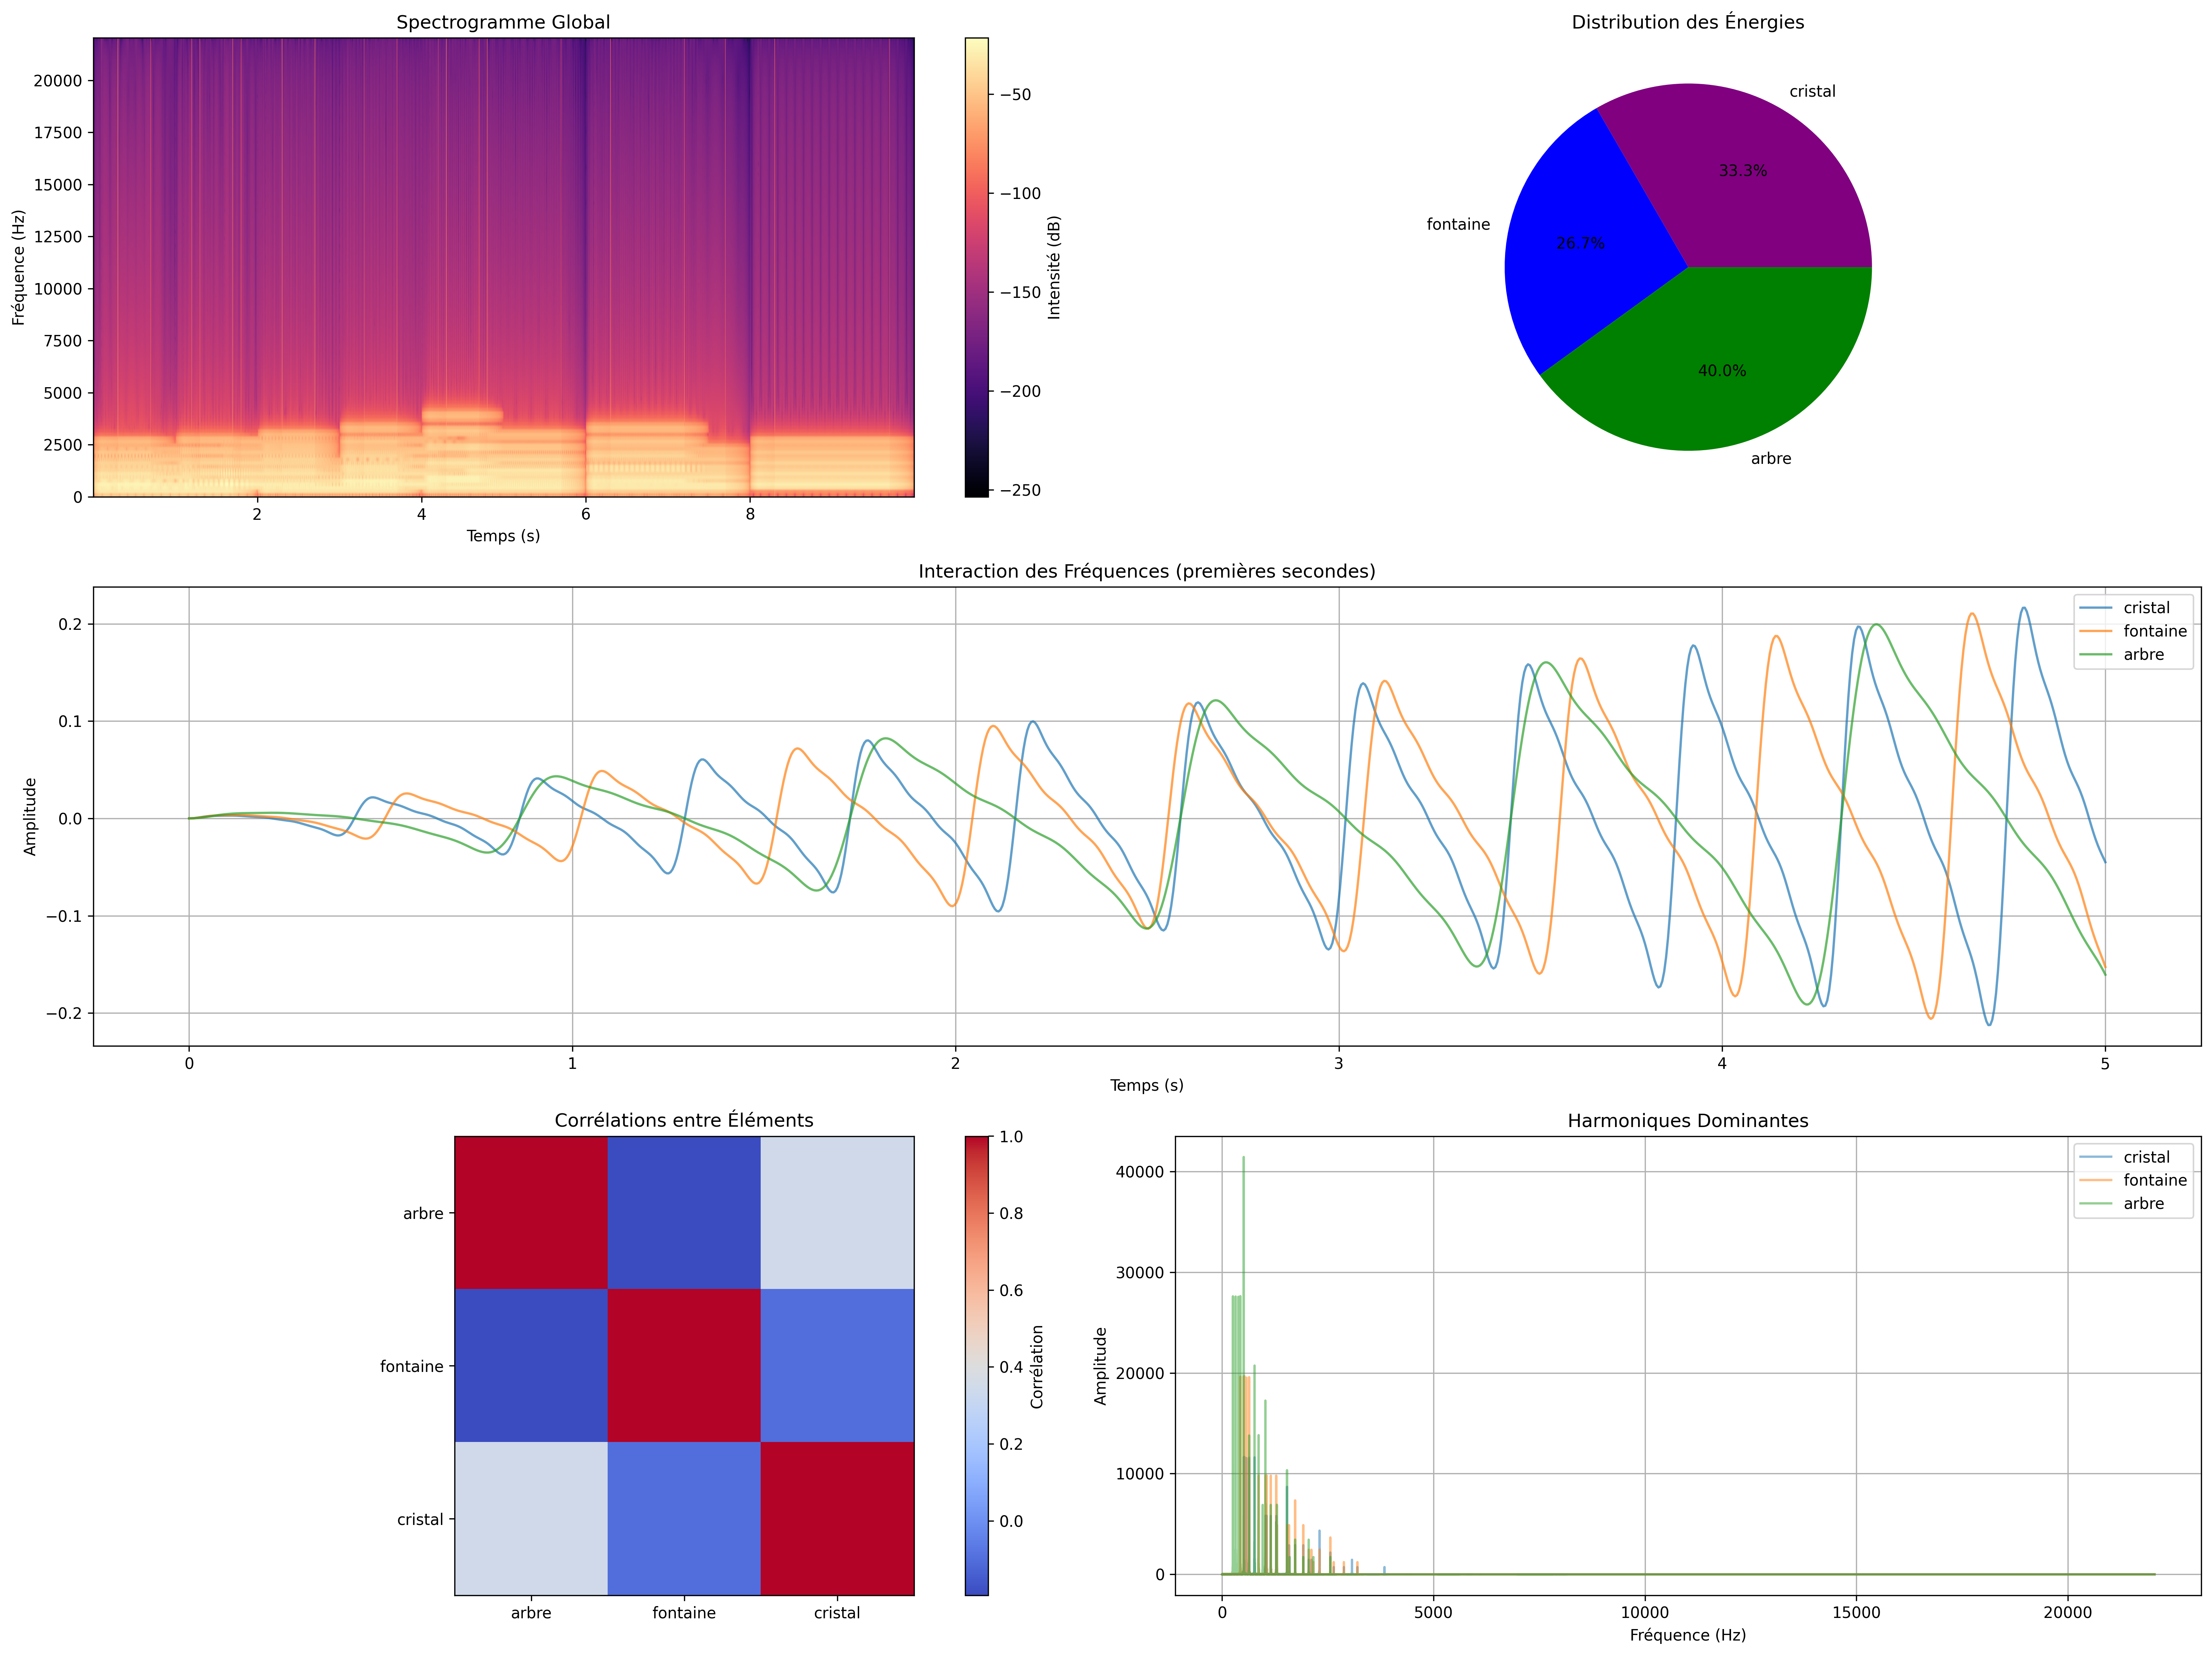 Spectrogramme Global
20000
17500
15000
12500
10000
7500
5000
2500
0
Fréquence (Hz)
2 4 6 8
Temps (s)
−50
−100
−150
−200
−250
Intensité (dB)
Distribution des Énergies
cristal
33.3%
fontaine
26.7%
40.0%
arbre
Interaction des Fréquences (premières secondes)
cristal
fontaine
arbre
0.2
0.1
0.0
−0.1
−0.2
Amplitude
0 1 2 3 4 5
Temps (s)
Corrélations entre Éléments
arbre
fontaine
cristal
arbre fontaine cristal
1.0
0.8
0.6
0.4
0.2
0.0
Corrélation
Harmoniques Dominantes
cristal
fontaine
arbre
40000
30000
20000
10000
0
Amplitude
0 5000 10000 15000 20000
Fréquence (Hz)